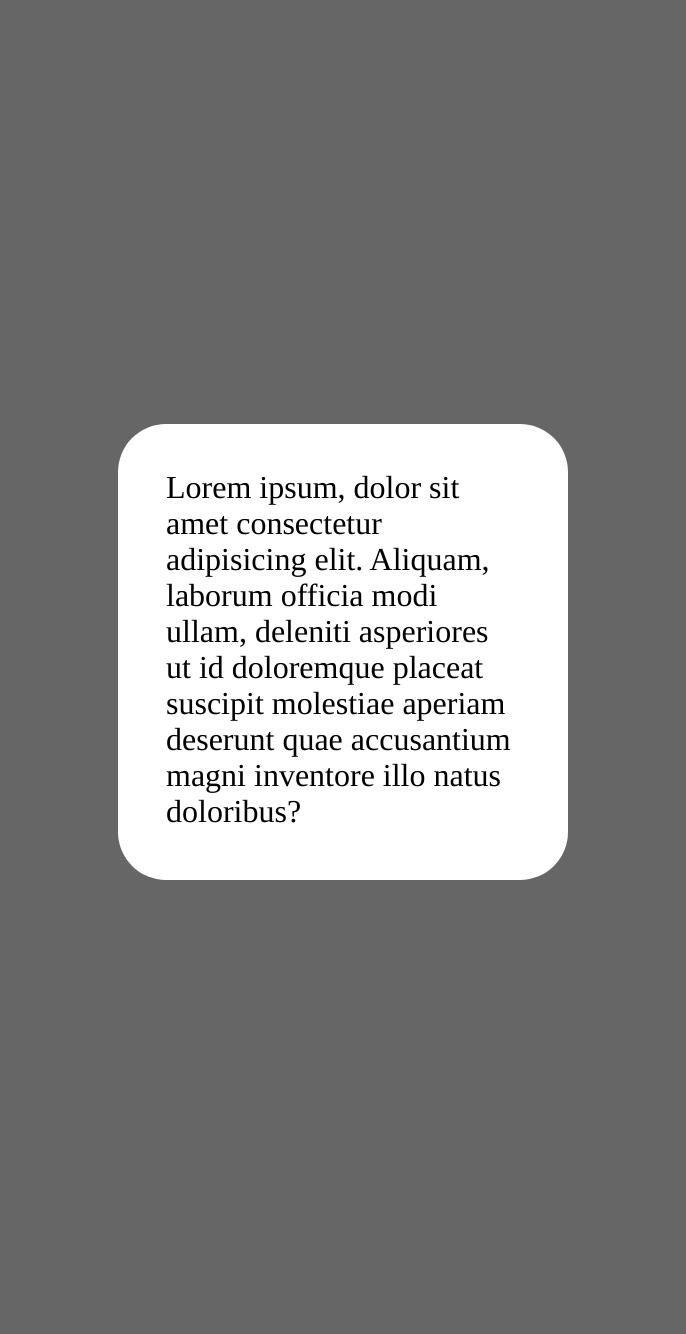 Lorem ipsum, dolor sit
amet consectetur
adipisicing elit. Aliquam,
laborum officia modi
ullam, deleniti asperiores
ut id doloremque placeat
suscipit molestiae aperiam
deserunt quae accusantium
magni inventore illo natus
doloribus?